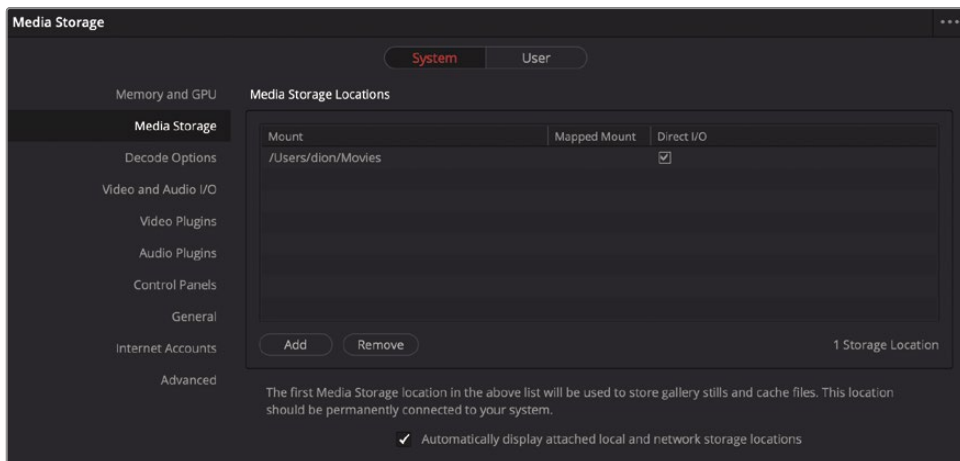 Media Storage
System User
Memory and GPU
Media Storage
Decode Options
Video and Audio I/O
Video Plugins
Audio Plugins
Control Panels
General
Internet Accounts
Advanced
Media Storage Locations
Mount Mapped Mount Direct I/O
/Users/dion/Movies
Add Remove 1 Storage Location
The first Media Storage location in the above list will be used to store gallery stills and cache files. This location
should be permanently connected to your system.
Automatically display attached local and network storage locations